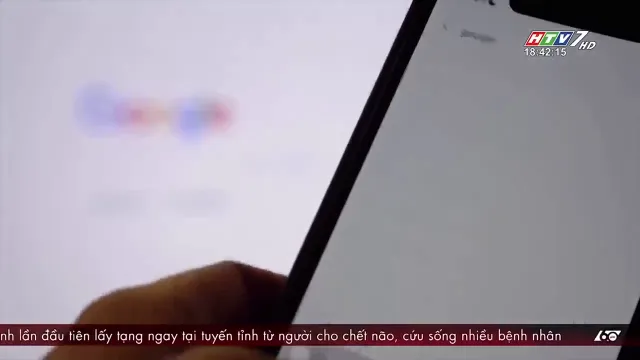 HTV7 HD
18:42:15
Google
nh lần đầu tiên lấy tạng ngay tại tuyến tỉnh từ người cho chết não, cứu sống nhiều bệnh nhân